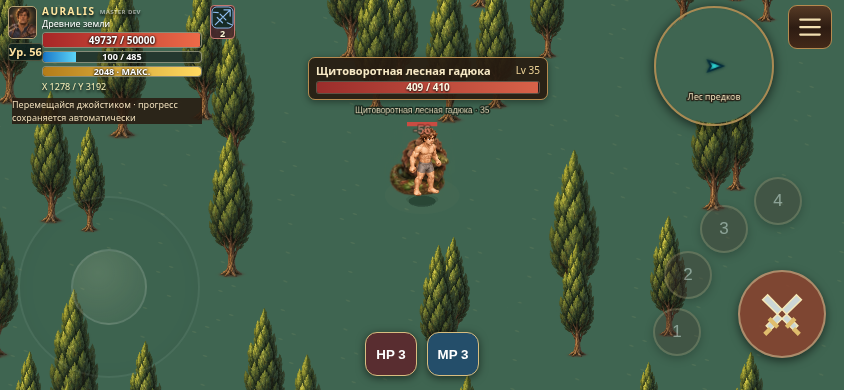 AURALIS MASTER DEV
Древние земли
49737 / 50000
Ур. 56
100 / 485
2048 · МАКС.
X 1278 / Y 3192
Перемещайся джойстиком · прогресс
сохраняется автоматически
2
Щитоворотная лесная гадюка Lv 35
409 / 410
Щитоворотная лесная гадюка · 35
-56
Лес предков
4
3
2
1
HP 3
MP 3